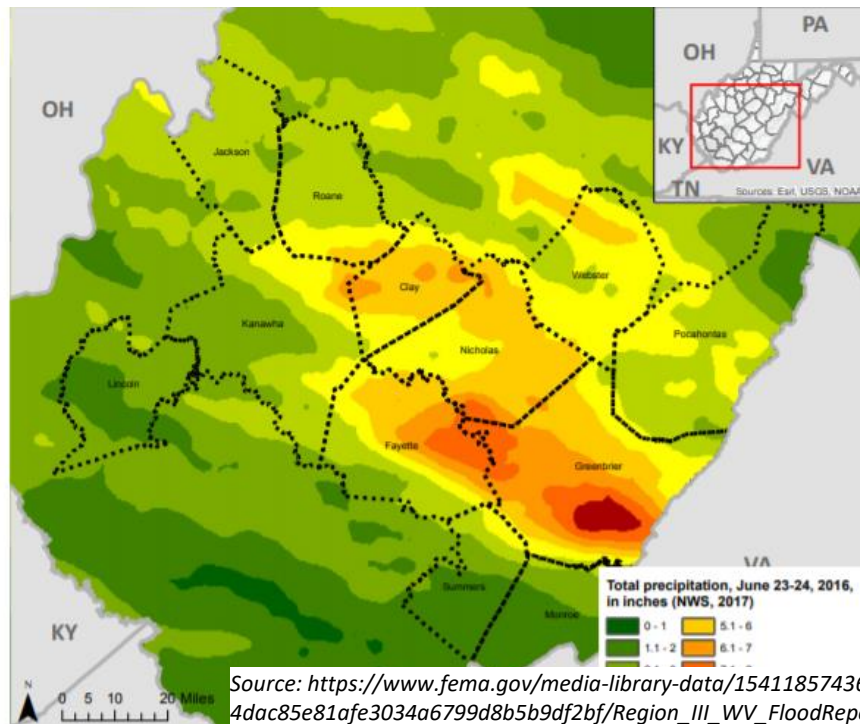 PA
OH
OH
KY
VA
TN
Sources: Esri, USGS, NOAA
Jackson
Roane
Webster
Clay
Kanawha
Pocahontas
Nicholas
Lincoln
Fayette
Greenbrier
VA
Summers
Monroe
KY
Total precipitation, June 23-24, 2016,
in inches (NWS, 2017)
0 - 1 5.1 - 6
1.1 - 2 6.1 - 7
N
0 5 10 20 Miles
Source: https://www.fema.gov/media-library-data/15411857436
4dac85e81afe3034a6799d8b5b9df2bf/Region_III_WV_FloodRep